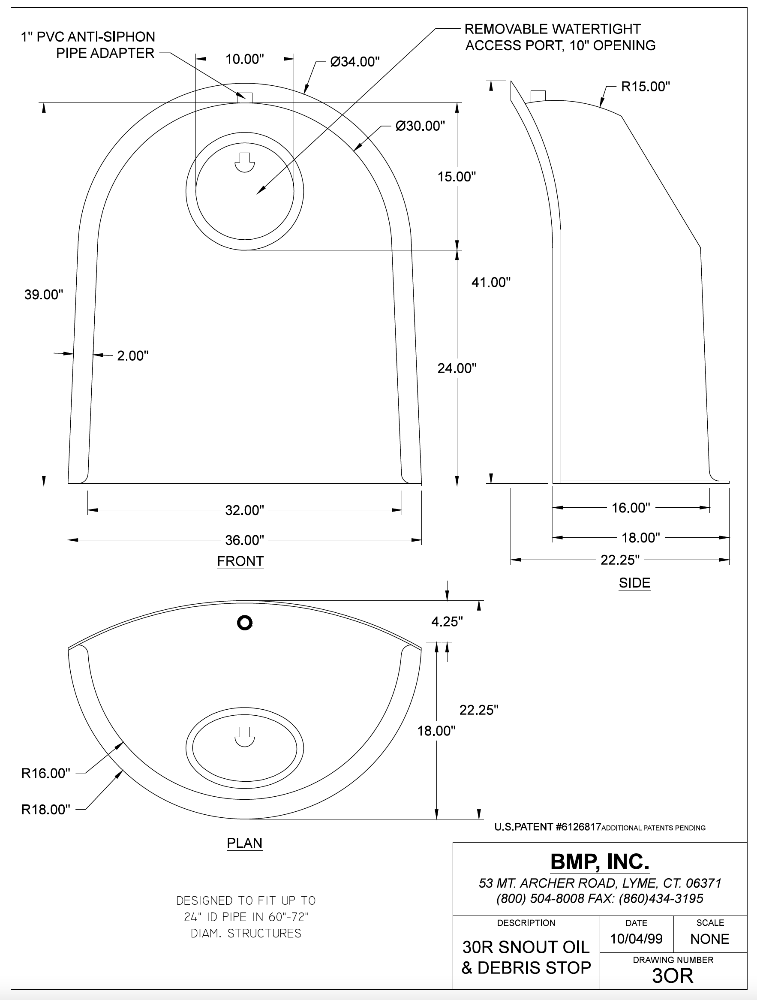 1" PVC ANTI-SIPHON
PIPE ADAPTER
REMOVABLE WATERTIGHT
ACCESS PORT, 10" OPENING
10.00"
Ø34.00"
R15.00"
Ø30.00"
15.00"
39.00"
41.00"
2.00"
24.00"
32.00"
16.00"
36.00"
18.00"
22.25"
FRONT
SIDE
4.25"
22.25"
18.00"
R16.00"
R18.00"
PLAN
U.S.PATENT #6126817 ADDITIONAL PATENTS PENDING
DESIGNED TO FIT UP TO
24" ID PIPE IN 60"-72"
DIAM. STRUCTURES
BMP, INC.
53 MT. ARCHER ROAD, LYME, CT. 06371
(800) 504-8008 FAX: (860)434-3195
DESCRIPTION
30R SNOUT OIL
& DEBRIS STOP
DATE
10/04/99
SCALE
NONE
DRAWING NUMBER
3OR